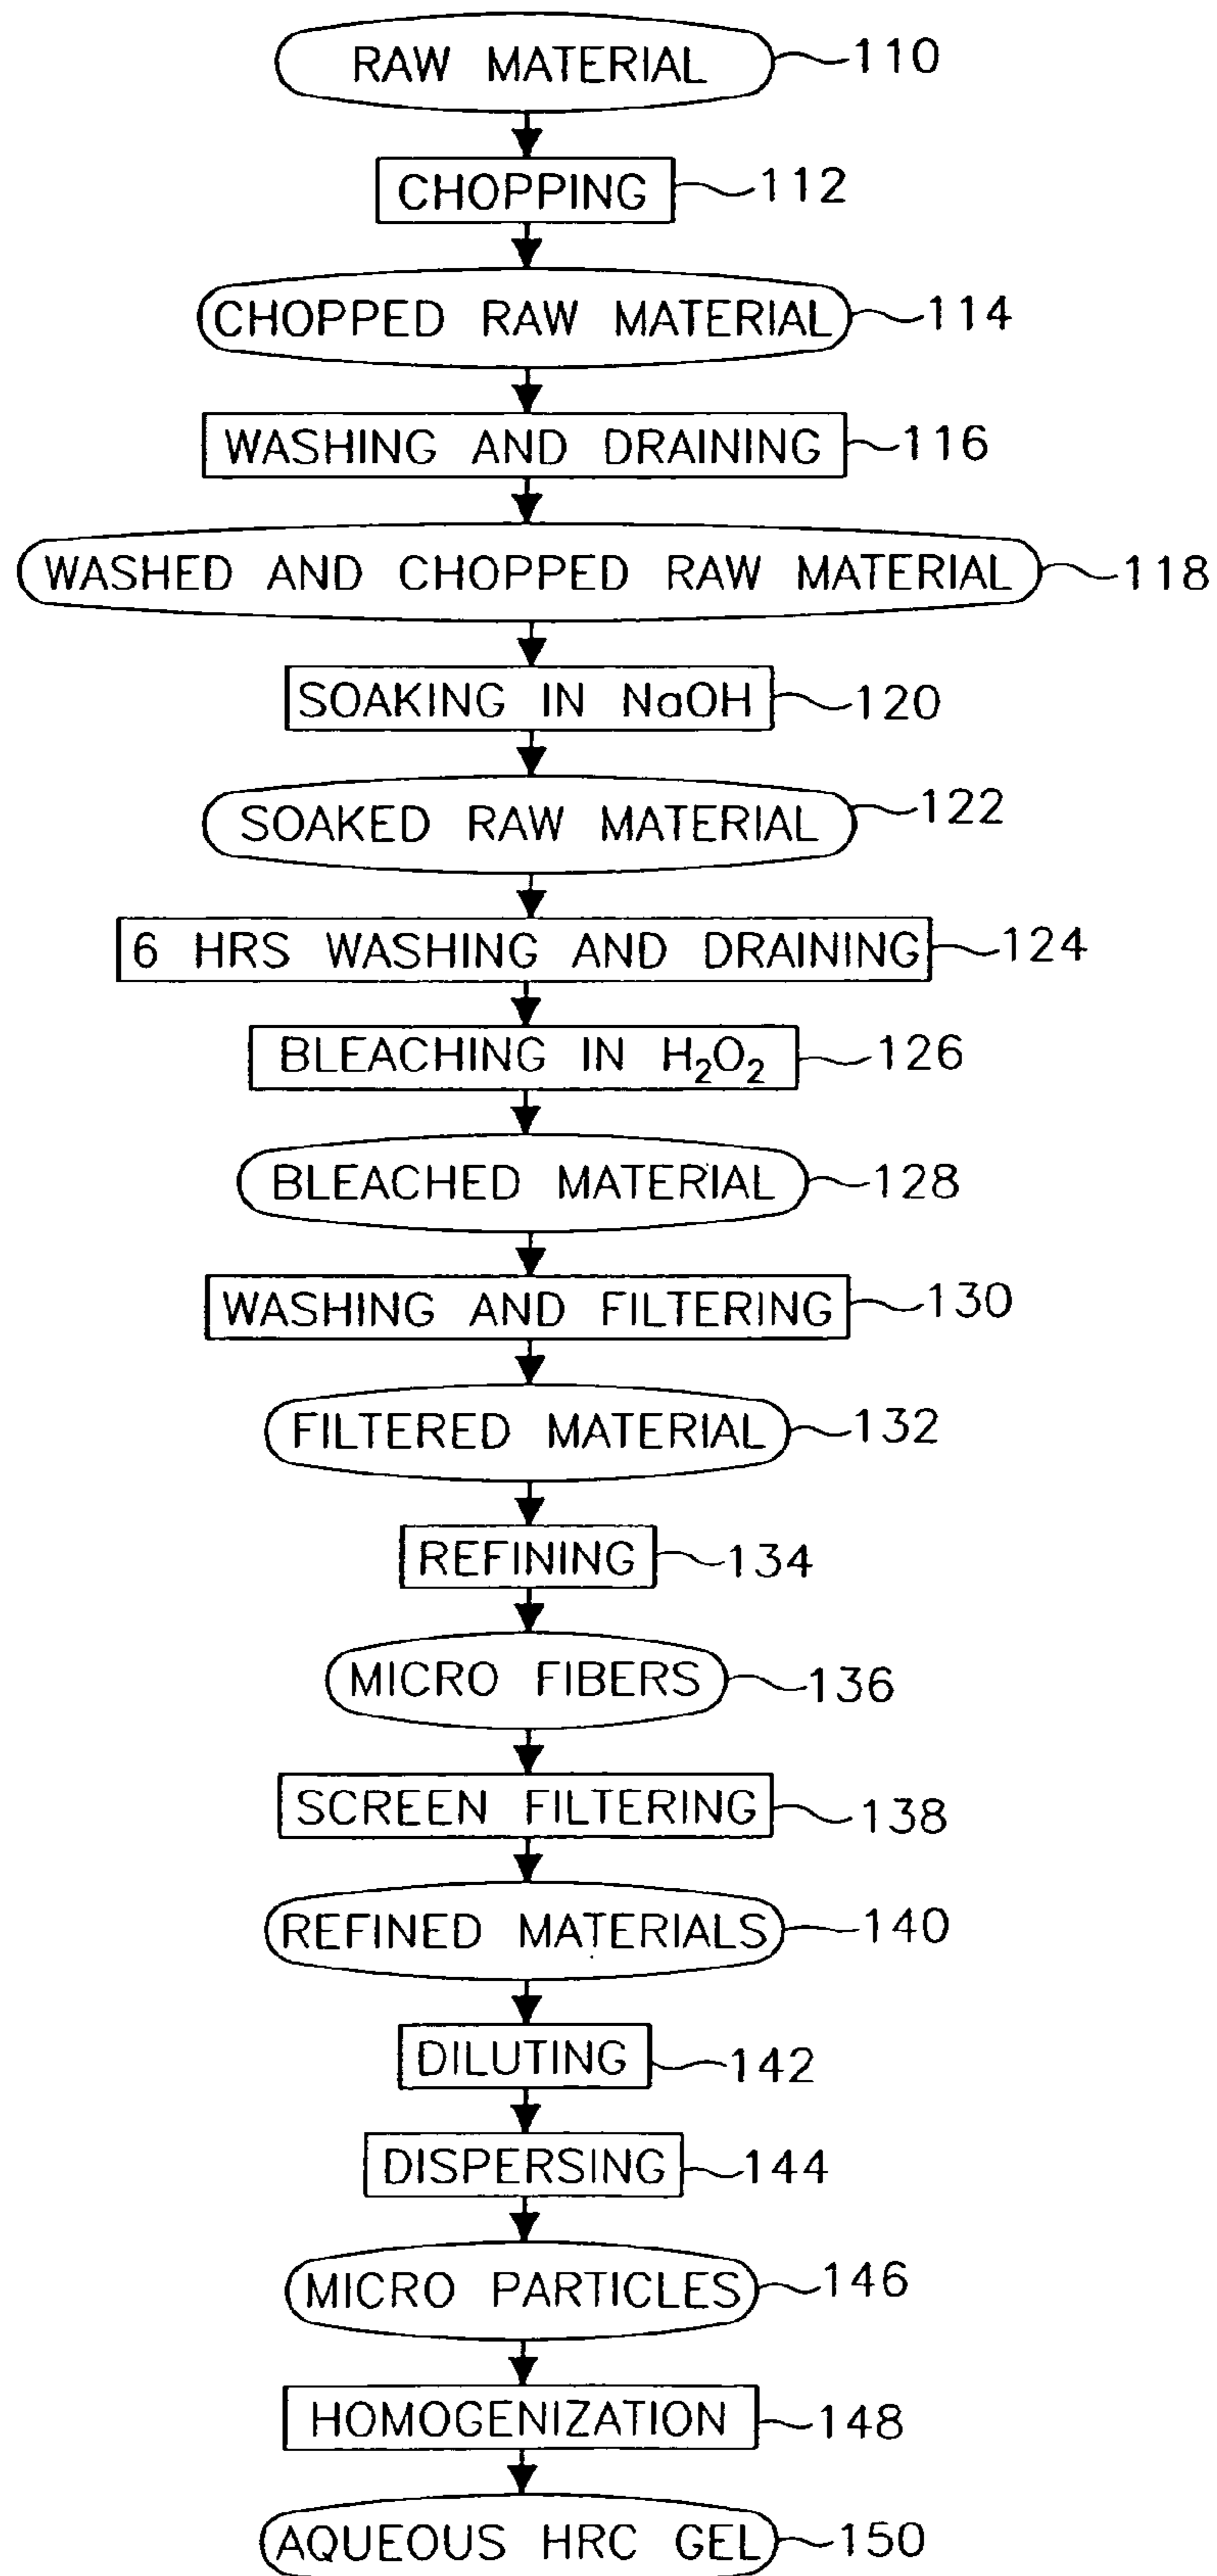 RAW MATERIAL 110
CHOPPING 112
CHOPPED RAW MATERIAL 114
WASHING AND DRAINING 116
WASHED AND CHOPPED RAW MATERIAL 118
SOAKING IN NaOH 120
SOAKED RAW MATERIAL 122
6 HRS WASHING AND DRAINING 124
BLEACHING IN H₂O₂ 126
BLEACHED MATERIAL 128
WASHING AND FILTERING 130
FILTERED MATERIAL 132
REFINING 134
MICRO FIBERS 136
SCREEN FILTERING 138
REFINED MATERIALS 140
DILUTING 142
DISPERSING 144
MICRO PARTICLES 146
HOMOGENIZATION 148
AQUEOUS HRC GEL 150